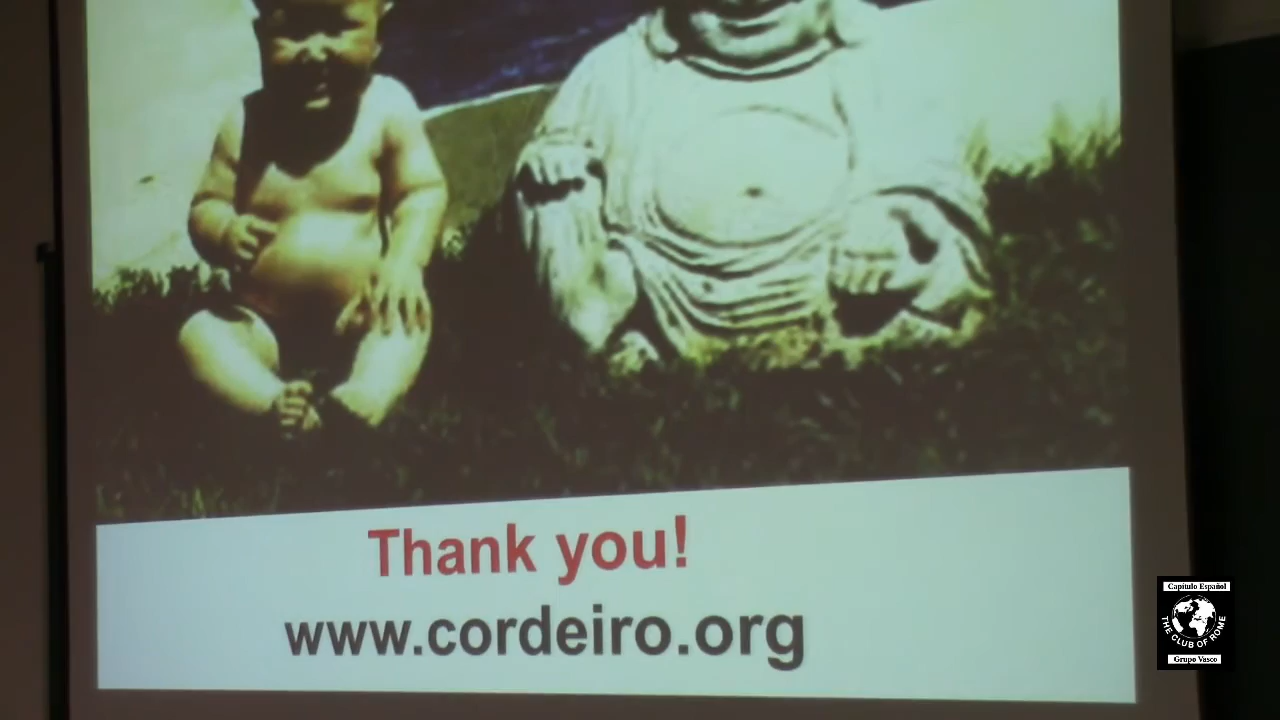 Thank you!
www.cordeiro.org
Capítulo Español
THE CLUB OF ROME
Grupo Vasco